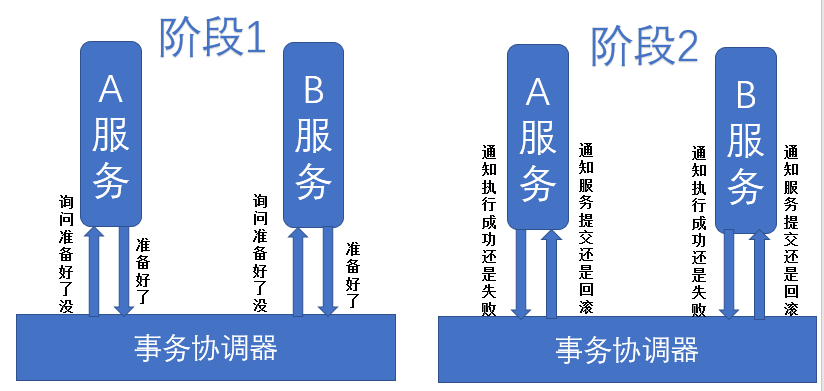 阶段1
A服务
B服务
询问准备好了没
准备好了
询问准备好了没
准备好了
事务协调器
阶段2
A服务
B服务
通知执行成功还是失败
通知服务提交还是回滚
通知执行成功还是失败
通知服务提交还是回滚
事务协调器